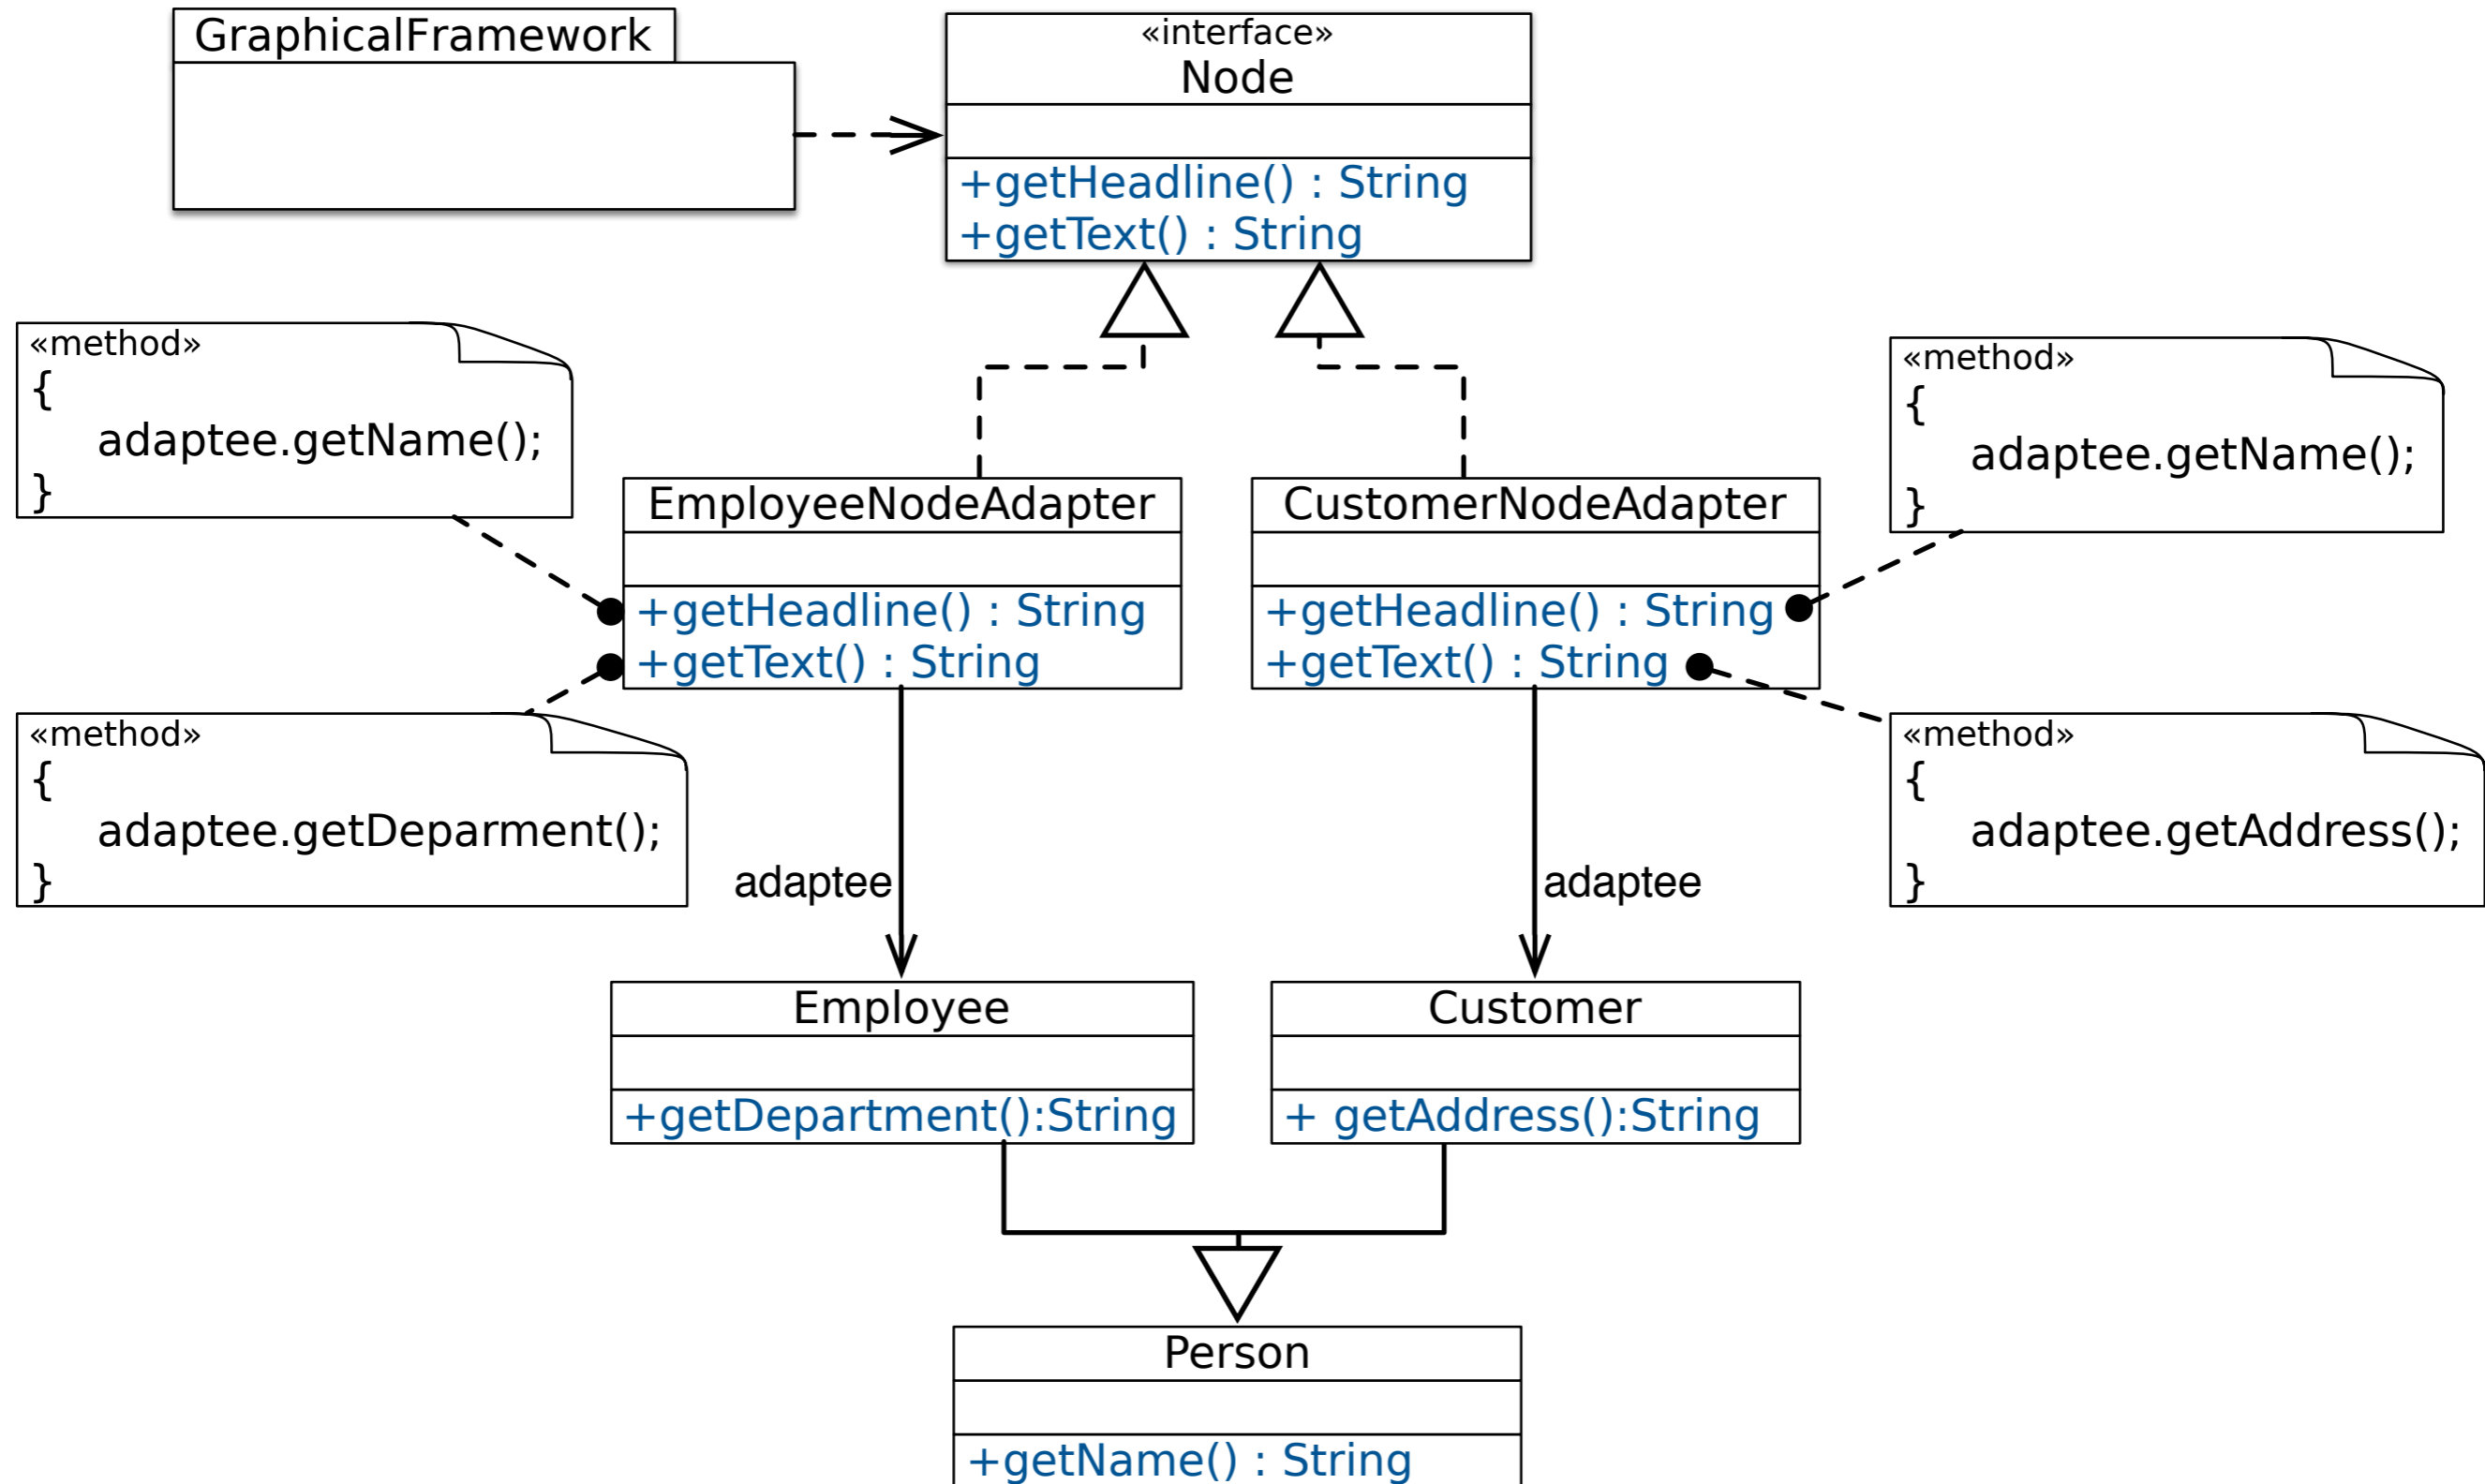 GraphicalFramework
«interface»
Node
+getHeadline() : String
+getText() : String
«method»
{
adaptee.getName();
}
«method»
{
adaptee.getName();
}
EmployeeNodeAdapter
+getHeadline() : String
+getText() : String
CustomerNodeAdapter
+getHeadline() : String
+getText() : String
«method»
{
adaptee.getDeparment();
}
«method»
{
adaptee.getAddress();
}
adaptee
adaptee
Employee
+getDepartment():String
Customer
+ getAddress():String
Person
+getName() : String